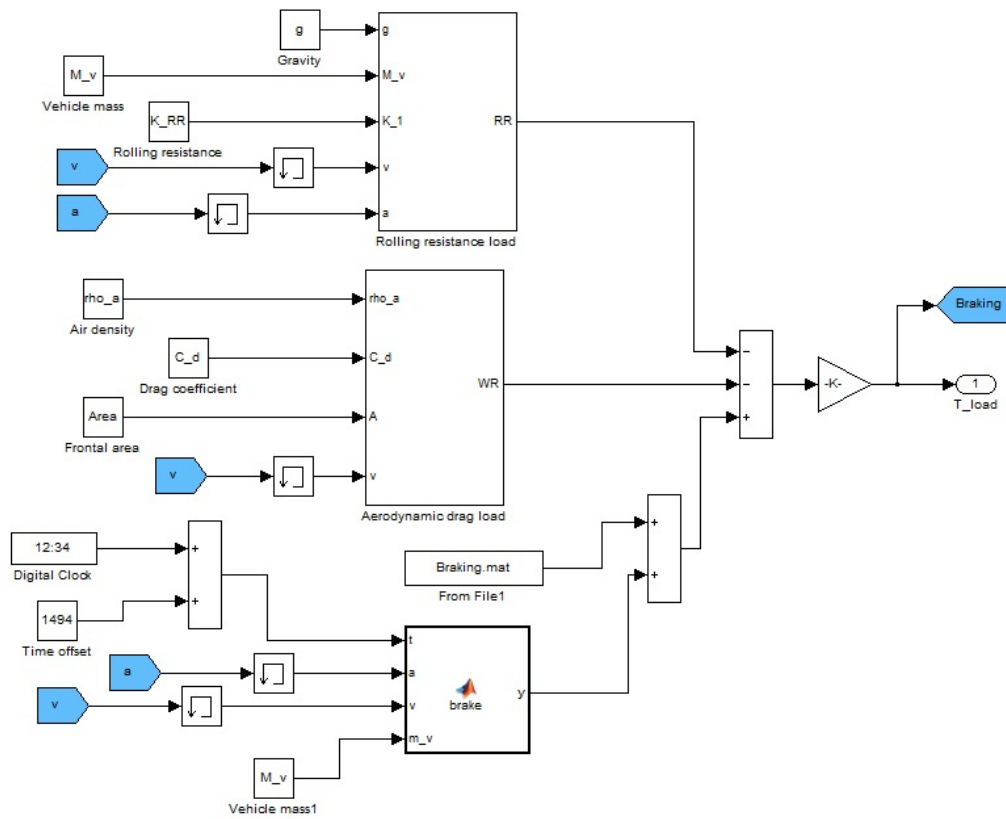 g
g
Gravity
M_v
M_v
Vehicle mass
K_RR
K_1
RR
Rolling resistance
v
v
a
a
Rolling resistance load
rho_a
rho_a
Air density
Braking
C_d
C_d
Drag coefficient
WR
-
-
+
-K-
1
T_load
Area
A
Frontal area
v
v
Aerodynamic drag load
12:34
+
Digital Clock
+
1494
Time offset
Braking.mat
From File1
+
+
t
a
a
v
v
brake
y
m_v
M_v
Vehicle mass1